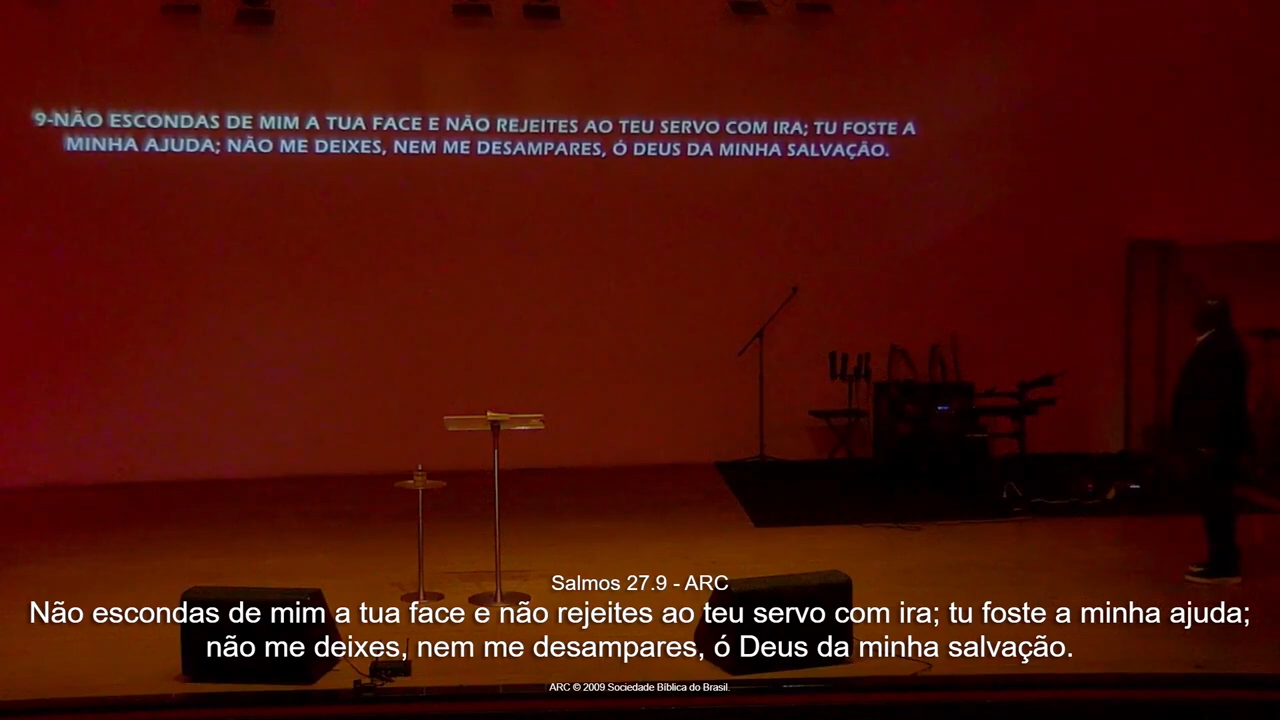 9-NÃO ESCONDAS DE MIM A TUA FACE E NÃO REJEITES AO TEU SERVO COM IRA; TU FOSTE A
MINHA AJUDA; NÃO ME DEIXES, NEM ME DESAMPARES, Ó DEUS DA MINHA SALVAÇÃO.
Salmos 27.9 - ARC
Não escondas de mim a tua face e não rejeites ao teu servo com ira; tu foste a minha ajuda;
não me deixes, nem me desampares, ó Deus da minha salvação.
ARC © 2009 Sociedade Bíblica do Brasil.